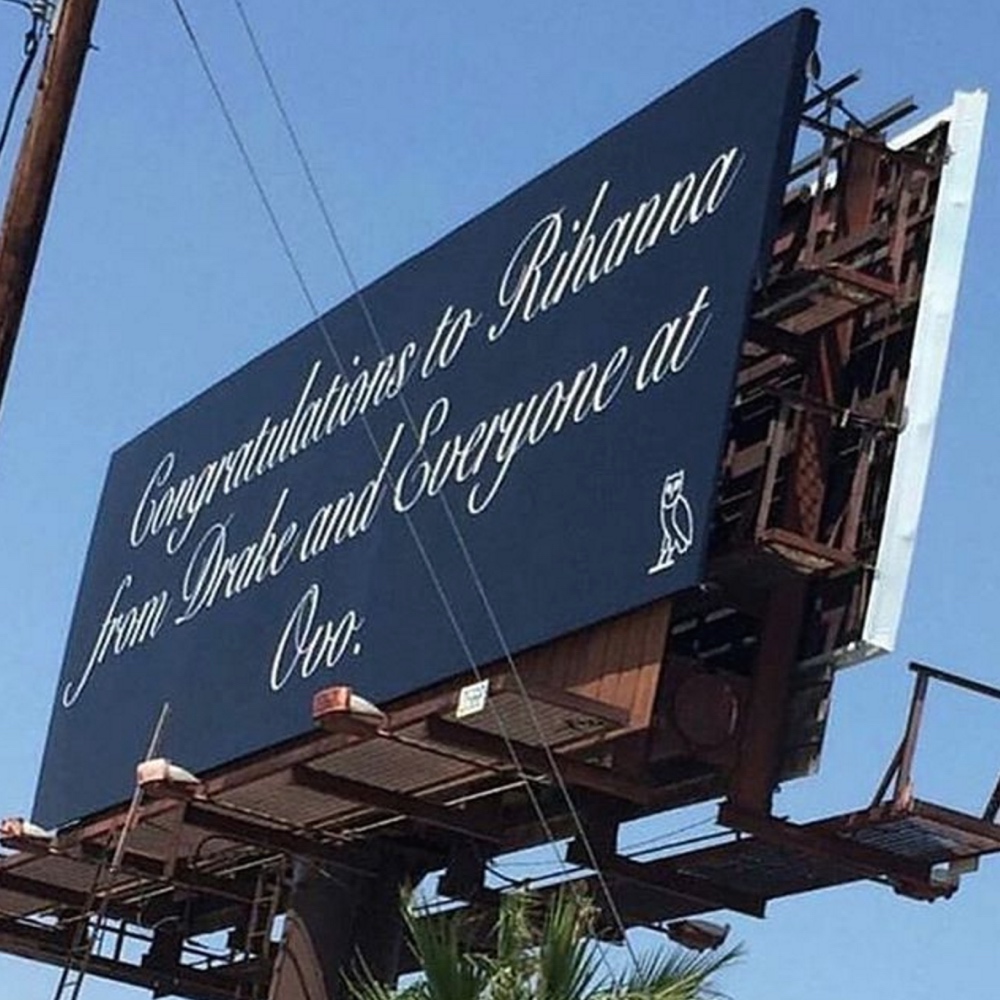 Congratulations to Rihanna
from Drake and Everyone at
Ovo.